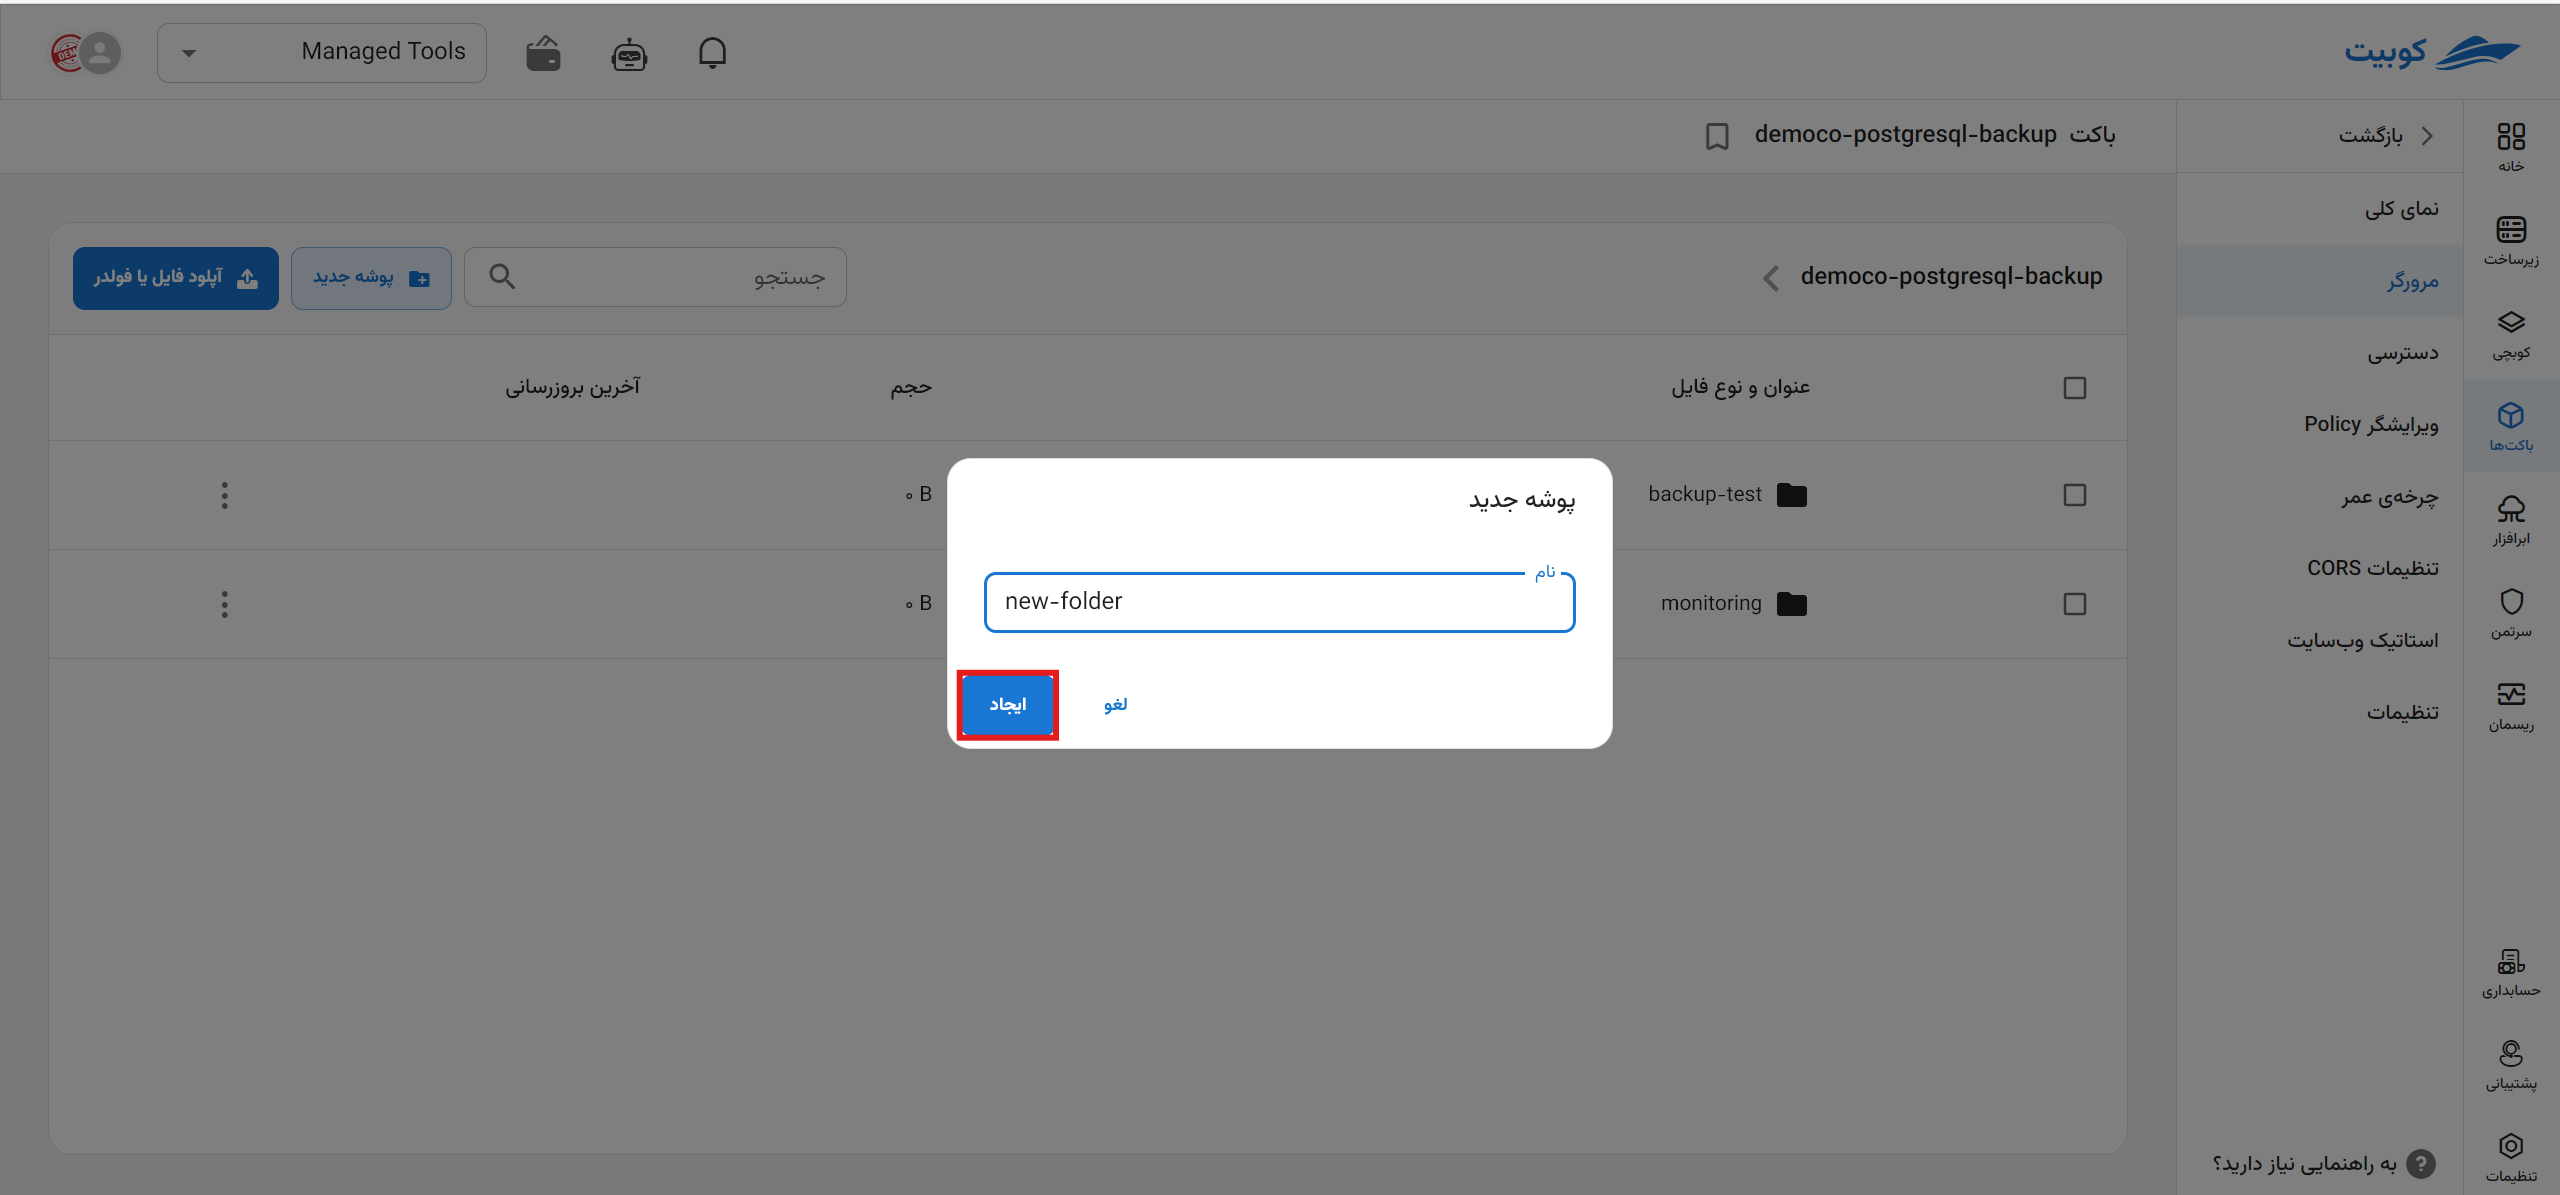 کوبیت
Managed Tools
DEM
خانه
زیرساخت
کوبچی
باکت‌ها
ابرافزار
سرتمن
ریسمان
حسابداری
پشتیبانی
تنظیمات
بازگشت
نمای کلی
مرورگر
دسترسی
ویرایشگر Policy
چرخه‌ی عمر
تنظیمات CORS
استاتیک وب‌سایت
تنظیمات
به راهنمایی نیاز دارید؟
باکت democo-postgresql-backup
democo-postgresql-backup
جستجو
پوشه جدید
آپلود فایل یا فولدر
عنوان و نوع فایل حجم آخرین بروزرسانی
backup-test ۰ B
monitoring ۰ B
پوشه جدید
نام
new-folder
لغو
ایجاد